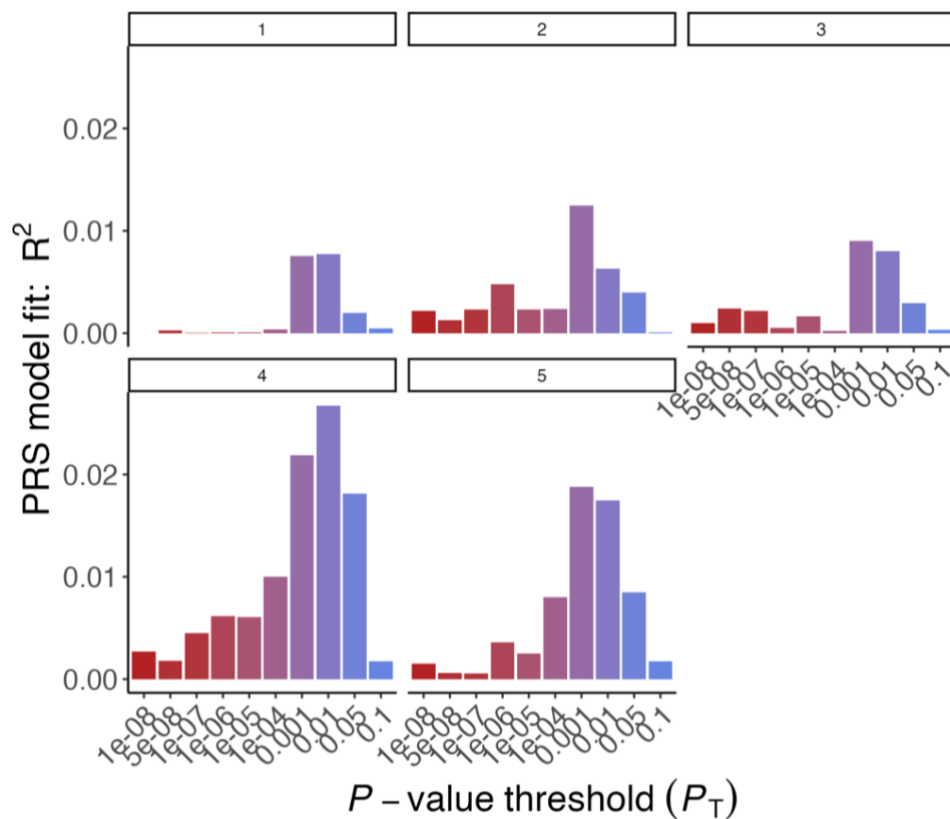 1
2
3
PRS model fit: R²
0.02
0.01
0.00
1e-08
5e-08
1e-07
1e-06
1e-05
1e-04
0.001
0.01
0.05
0.1
4
5
0.02
0.01
0.00
1e-08
5e-08
1e-07
1e-06
1e-05
1e-04
0.001
0.01
0.05
0.1
1e-08
5e-08
1e-07
1e-06
1e-05
1e-04
0.001
0.01
0.05
0.1
P – value threshold (P_T)